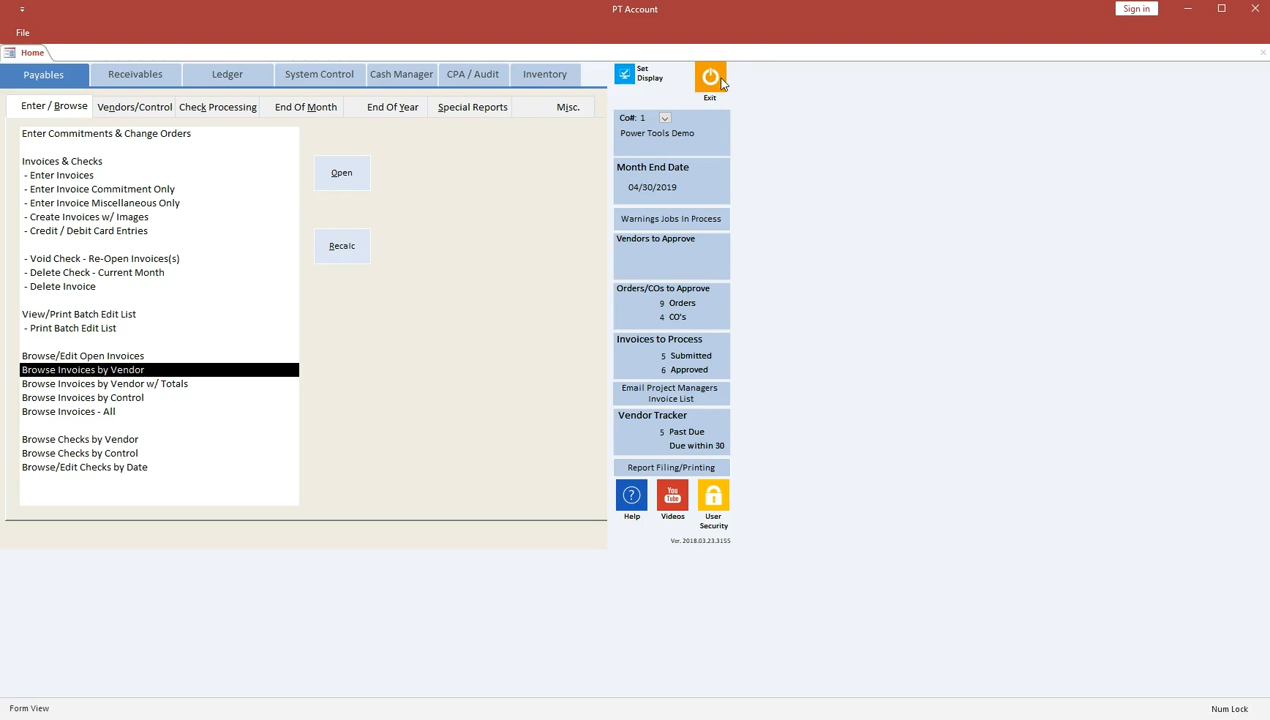 PT Account
Sign in
File
Home
Payables
Receivables
Ledger
System Control
Cash Manager
CPA / Audit
Inventory
Enter / Browse
Vendors/Control
Check Processing
End Of Month
End Of Year
Special Reports
Misc.
Enter Commitments & Change Orders
Invoices & Checks
- Enter Invoices
- Enter Invoice Commitment Only
- Enter Invoice Miscellaneous Only
- Create Invoices w/ Images
- Credit / Debit Card Entries
- Void Check - Re-Open Invoices(s)
- Delete Check - Current Month
- Delete Invoice
View/Print Batch Edit List
- Print Batch Edit List
Browse/Edit Open Invoices
Browse Invoices by Vendor
Browse Invoices by Vendor w/ Totals
Browse Invoices by Control
Browse Invoices - All
Browse Checks by Vendor
Browse Checks by Control
Browse/Edit Checks by Date
Open
Recalc
Set
Display
Exit
Co#: 1
Power Tools Demo
Month End Date
04/30/2019
Warnings Jobs In Process
Vendors to Approve
Orders/COs to Approve
9 Orders
4 CO's
Invoices to Process
5 Submitted
6 Approved
Email Project Managers
Invoice List
Vendor Tracker
5 Past Due
Due within 30
Report Filing/Printing
?
You
Tube
Help
Videos
User
Security
Ver. 2018.03.23.3155
Form View
Num Lock